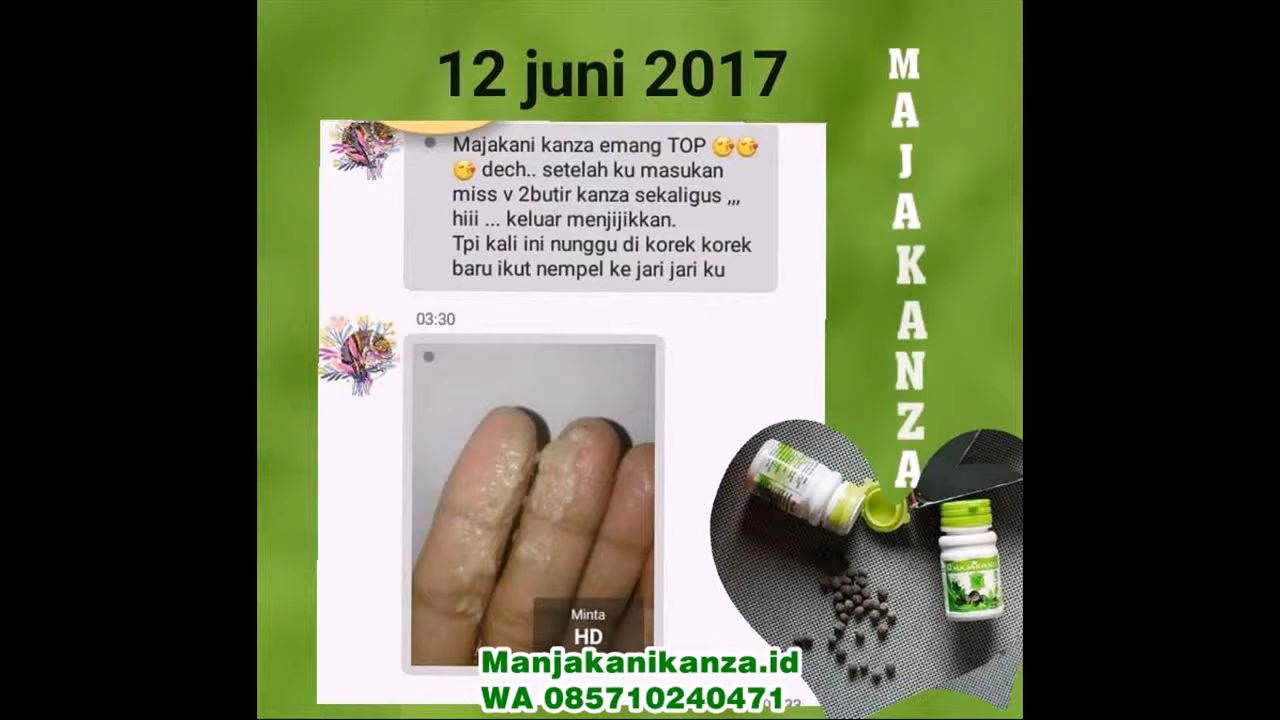 12 juni 2017
MAJAKANZA
Majakani kanza emang TOP 😘😘
😘 dech.. setelah ku masukan
miss v 2butir kanza sekaligus ,,,
hiii ... keluar menjijikkan.
Tpi kali ini nunggu di korek korek
baru ikut nempel ke jari jari ku
03:30
Minta
HD
Manjakanikanza.id
WA 085710240471